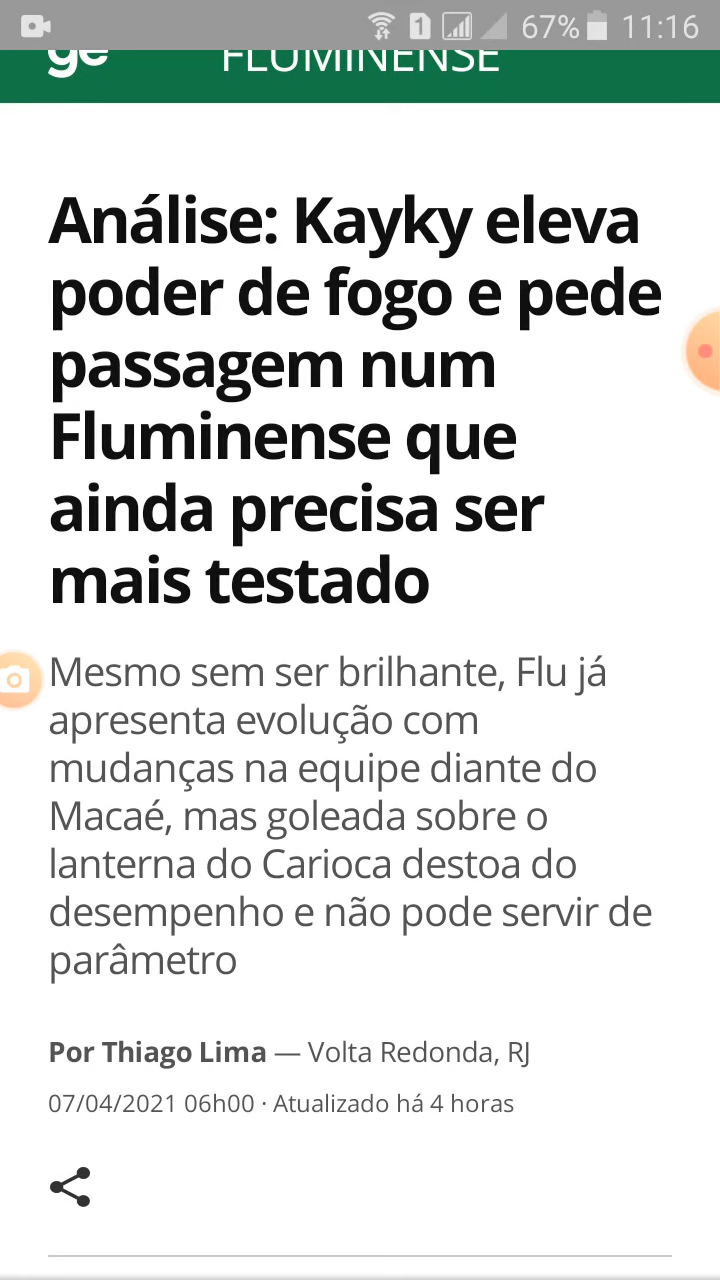 67% 11:16
ge FLUMINENSE
Análise: Kayky eleva
poder de fogo e pede
passagem num
Fluminense que
ainda precisa ser
mais testado
Mesmo sem ser brilhante, Flu já
apresenta evolução com
mudanças na equipe diante do
Macaé, mas goleada sobre o
lanterna do Carioca destoa do
desempenho e não pode servir de
parâmetro
Por Thiago Lima — Volta Redonda, RJ
07/04/2021 06h00 · Atualizado há 4 horas